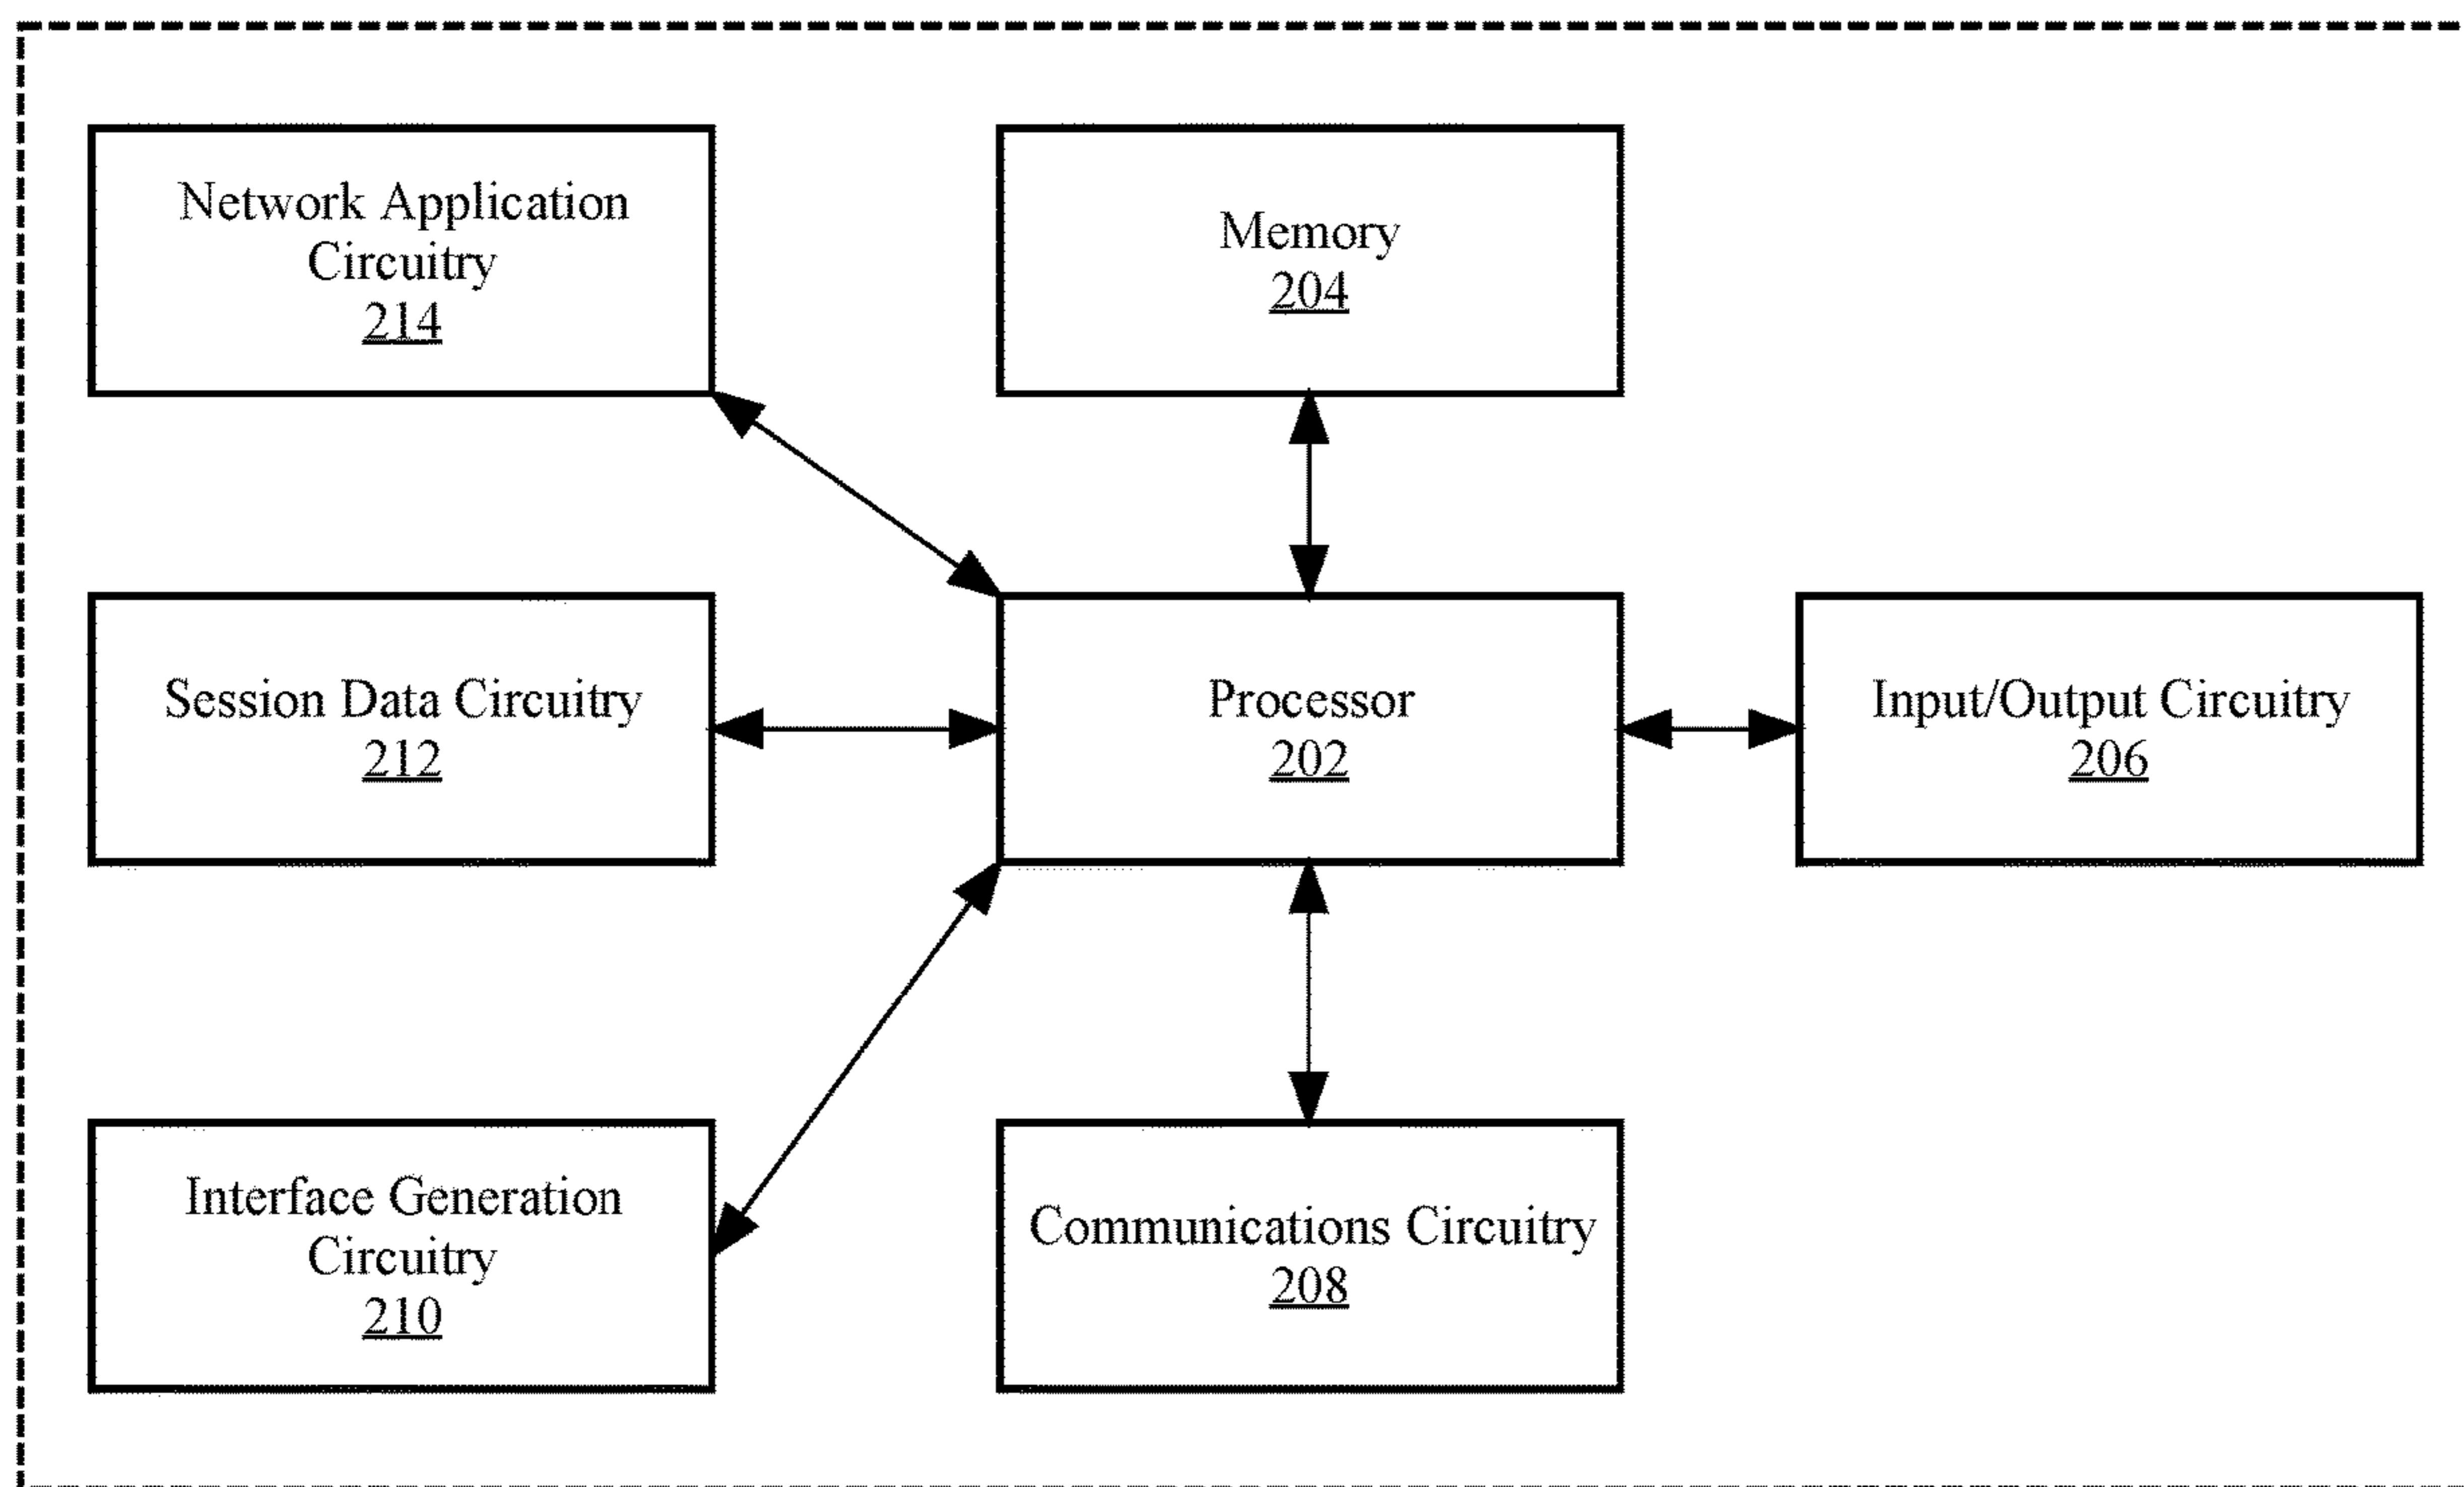 Network Application
Circuitry
214
Memory
204
Session Data Circuitry
212
Processor
202
Input/Output Circuitry
206
Interface Generation
Circuitry
210
Communications Circuitry
208